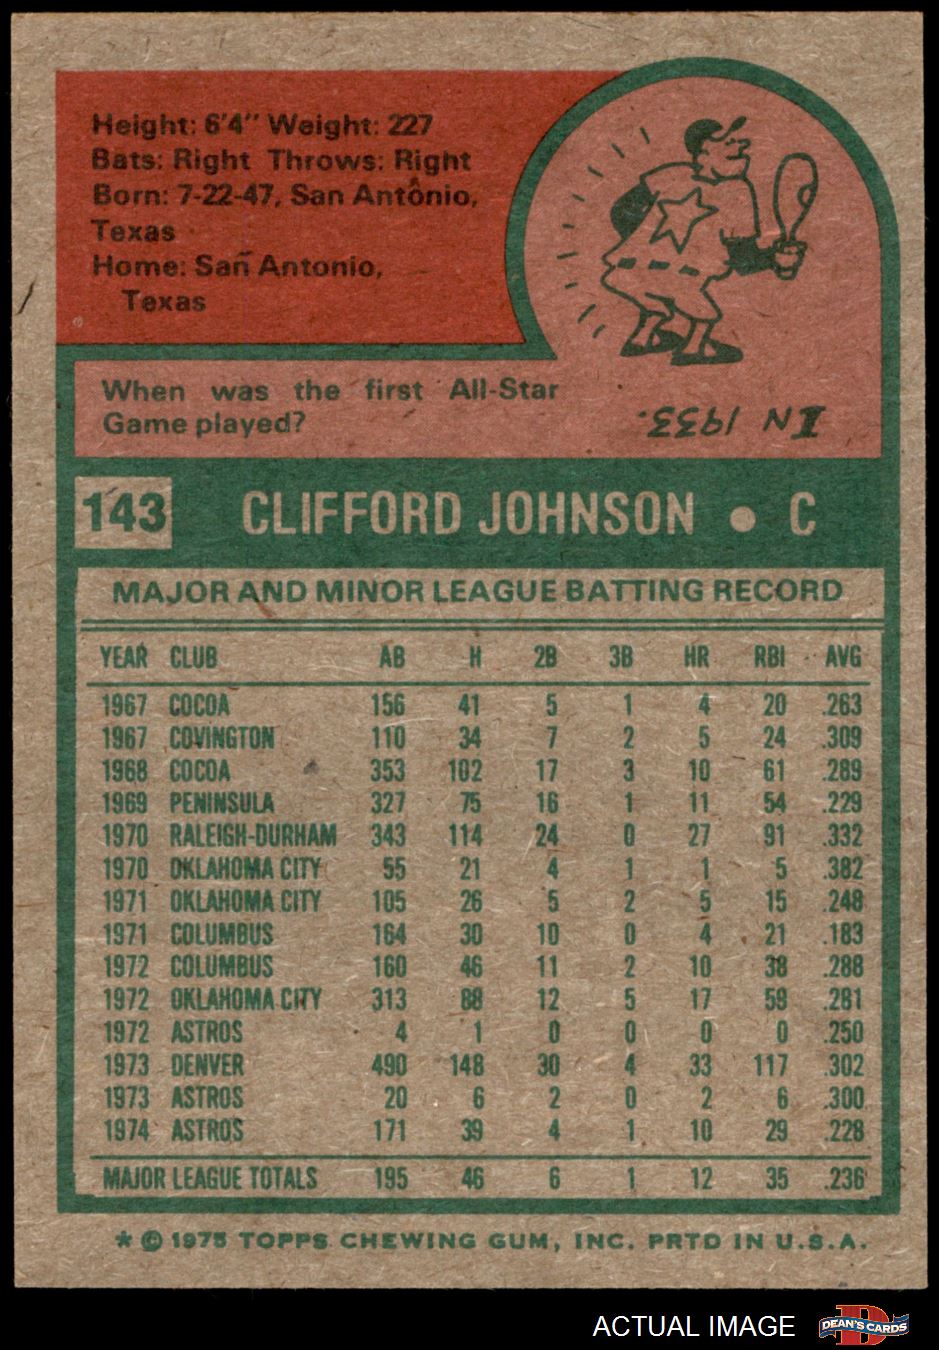 Height: 6'4" Weight: 227
Bats: Right Throws: Right
Born: 7-22-47, San Antonio,
Texas
Home: San Antonio,
Texas
When was the first All-Star
Game played?
IN 1933.
143 CLIFFORD JOHNSON • C
MAJOR AND MINOR LEAGUE BATTING RECORD
YEAR CLUB AB H 2B 3B HR RBI AVG
1967 COCOA 156 41 5 1 4 20 .263
1967 COVINGTON 110 34 7 2 5 24 .309
1968 COCOA 353 102 17 3 10 61 .289
1969 PENINSULA 327 75 16 1 11 54 .229
1970 RALEIGH-DURHAM 343 114 24 0 27 91 .332
1970 OKLAHOMA CITY 55 21 4 1 1 5 .382
1971 OKLAHOMA CITY 105 26 5 2 5 15 .248
1971 COLUMBUS 164 30 10 0 4 21 .183
1972 COLUMBUS 160 46 11 2 10 38 .288
1972 OKLAHOMA CITY 313 88 12 5 17 59 .281
1972 ASTROS 4 1 0 0 0 0 .250
1973 DENVER 490 148 30 4 33 117 .302
1973 ASTROS 20 6 2 0 2 6 .300
1974 ASTROS 171 39 4 1 10 29 .228
MAJOR LEAGUE TOTALS 195 46 6 1 12 35 .236
* © 1975 TOPPS CHEWING GUM, INC. PRTD IN U.S.A.
ACTUAL IMAGE
D
DEAN'S CARDS